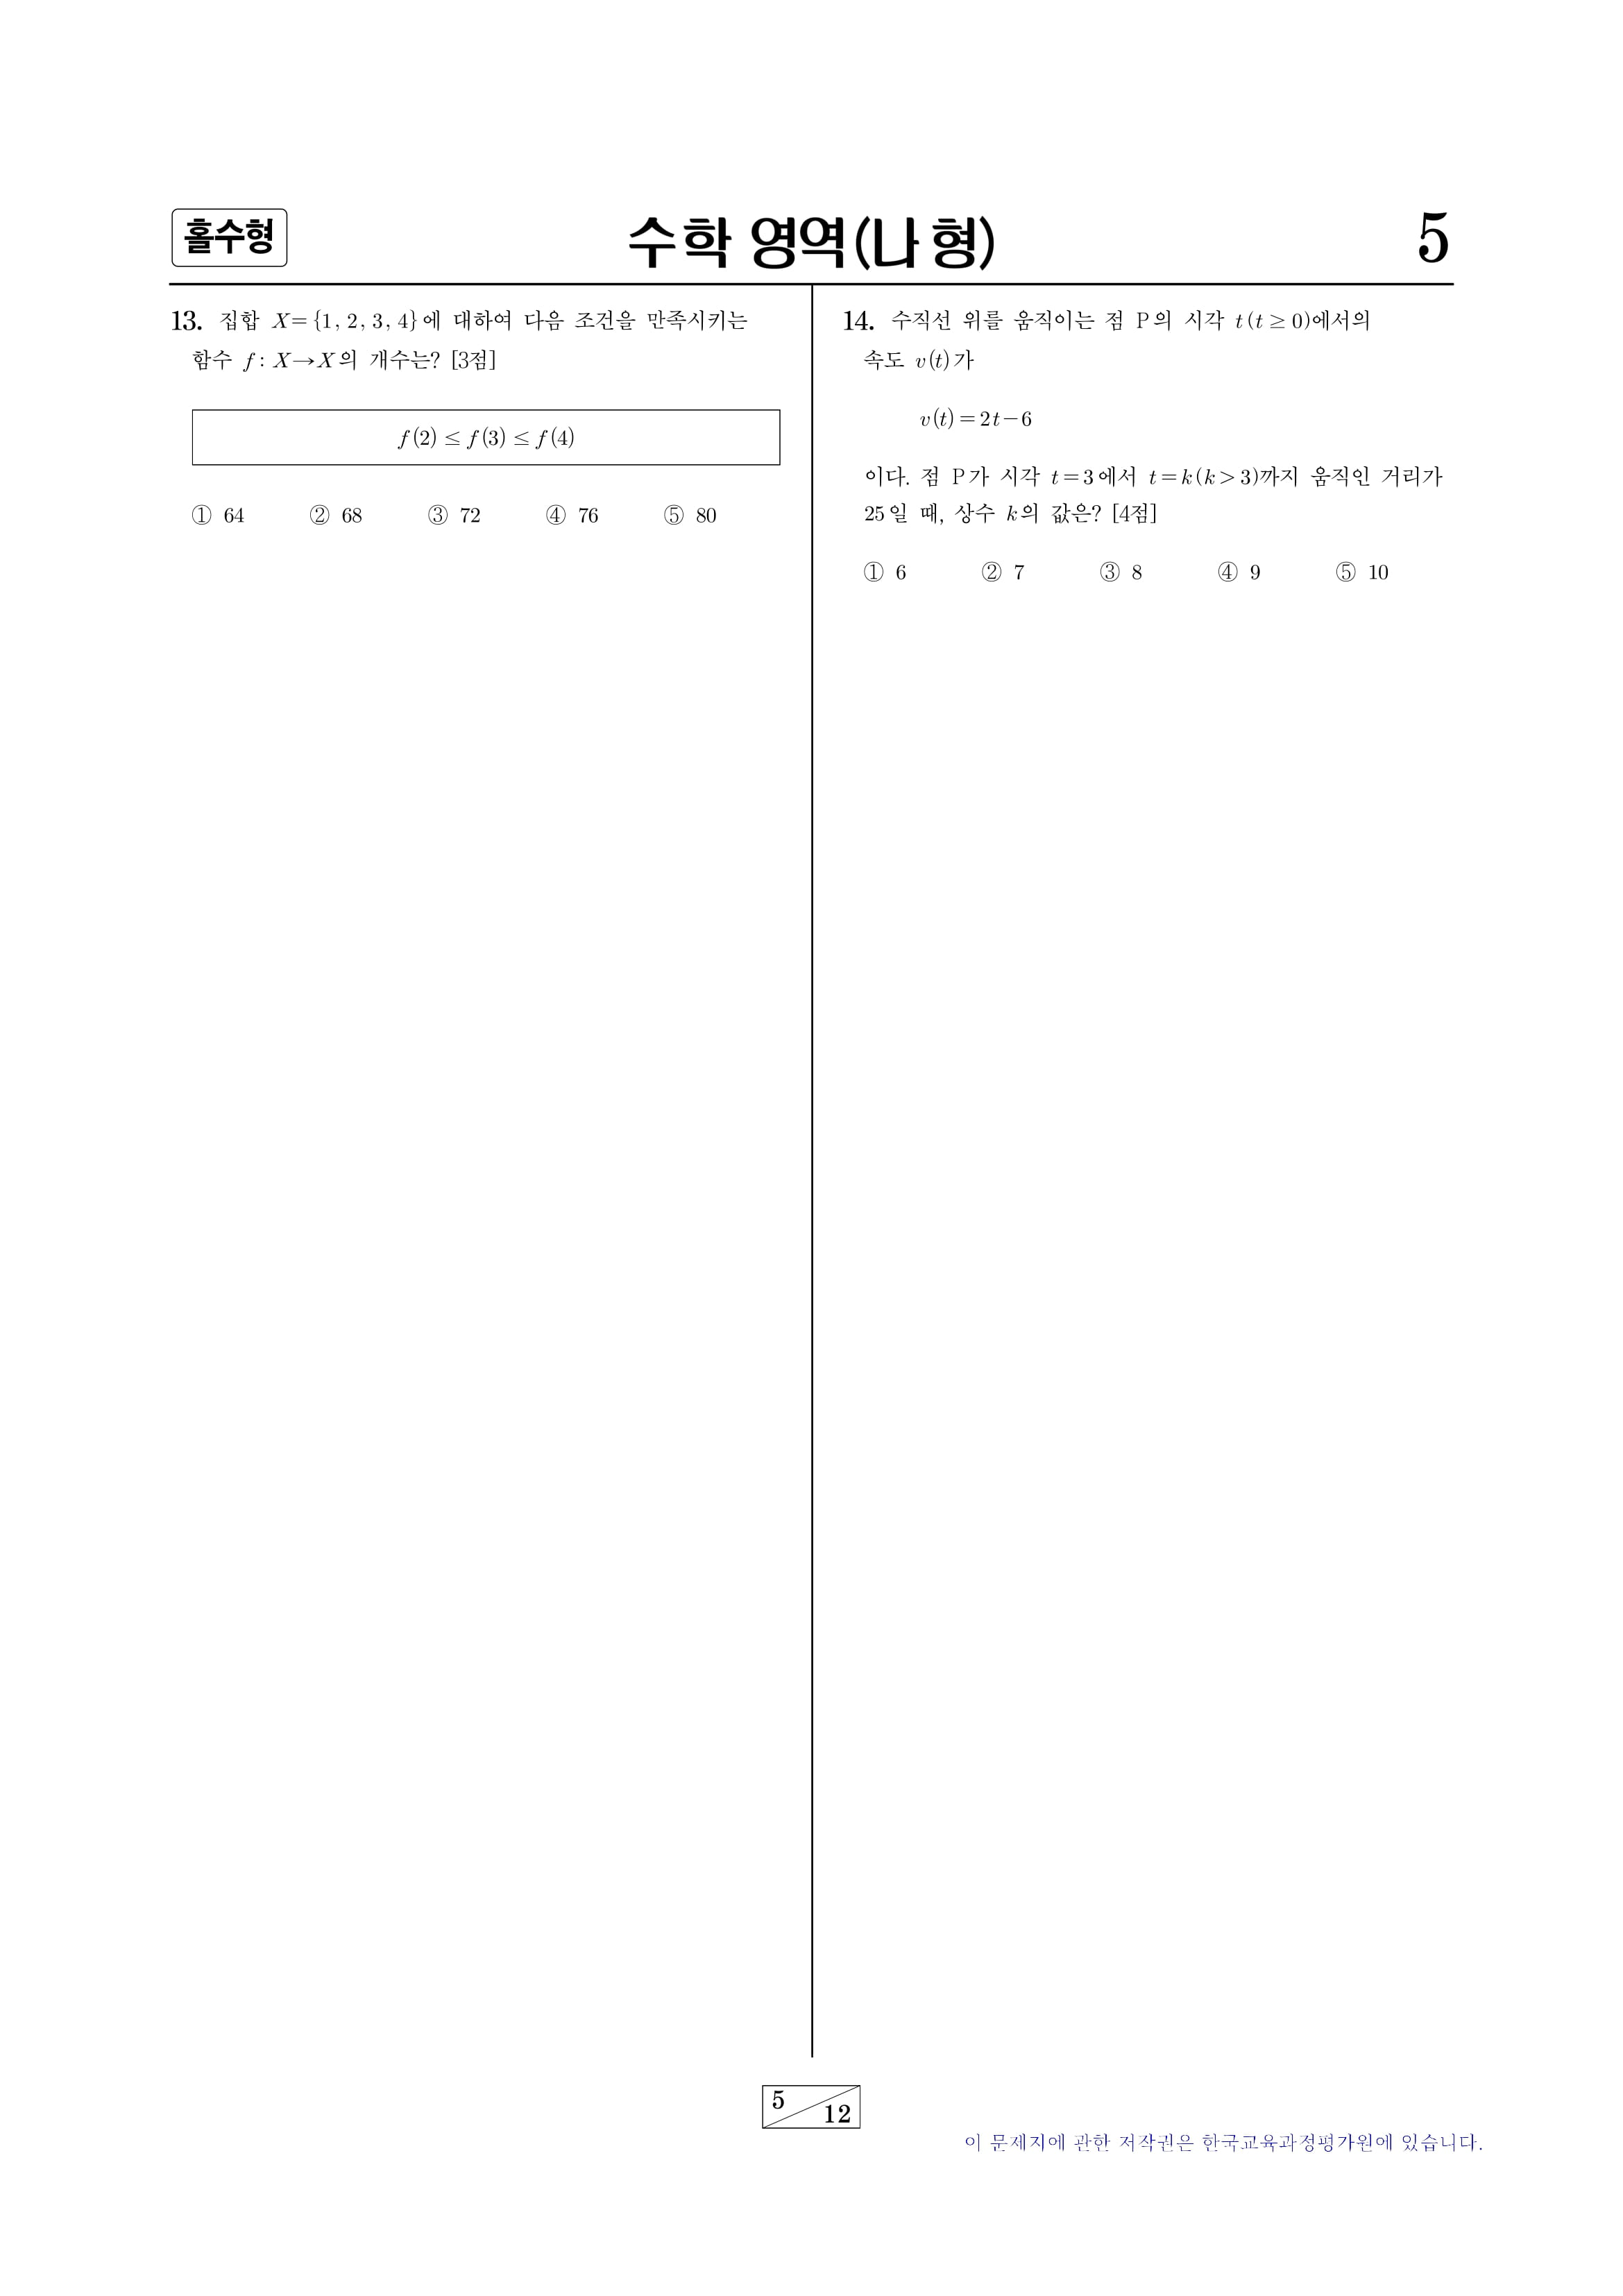 홀수형
수학 영역(나형)
5
13. 집합 X={1, 2, 3, 4}에 대하여 다음 조건을 만족시키는
함수 f : X→X의 개수는? [3점]
f(2) ≤ f(3) ≤ f(4)
① 64 ② 68 ③ 72 ④ 76 ⑤ 80
14. 수직선 위를 움직이는 점 P의 시각 t(t ≥ 0)에서의
속도 v(t)가
v(t) = 2t-6
이다. 점 P가 시각 t=3에서 t=k(k>3)까지 움직인 거리가
25일 때, 상수 k의 값은? [4점]
① 6 ② 7 ③ 8 ④ 9 ⑤ 10
5
12
이 문제지에 관한 저작권은 한국교육과정평가원에 있습니다.